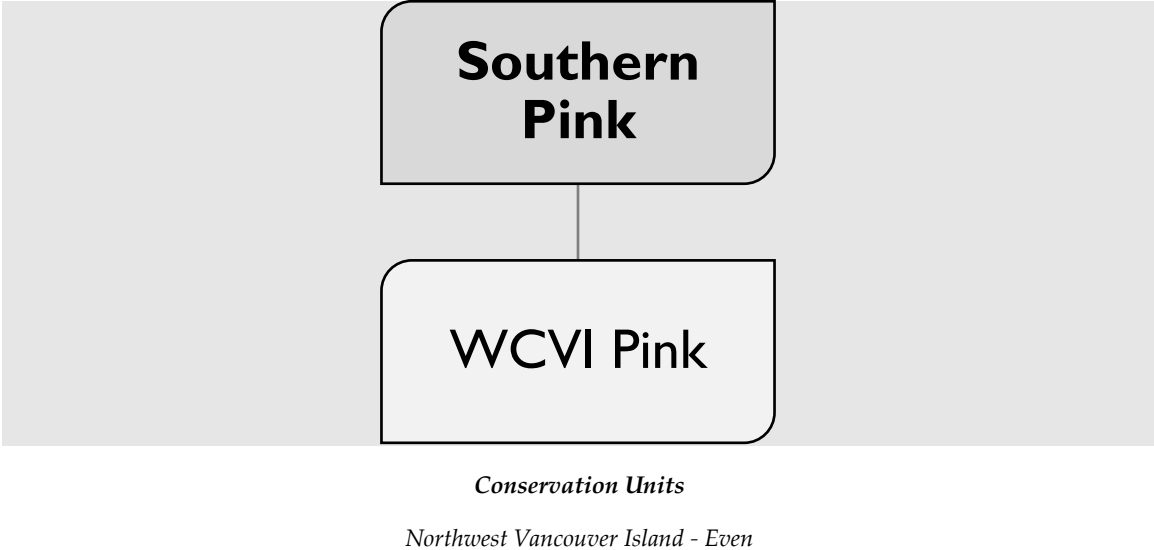 Southern
Pink
WCVI Pink
Conservation Units
Northwest Vancouver Island - Even